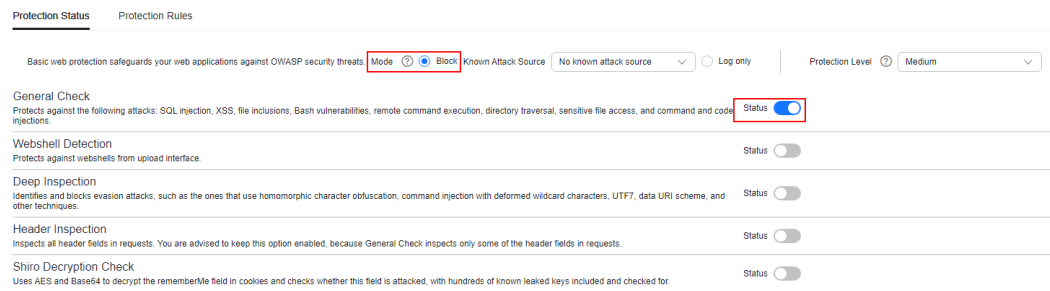 Protection Status Protection Rules
Basic web protection safeguards your web applications against OWASP security threats. Mode ? Block Known Attack Source No known attack source Log only Protection Level ? Medium
General Check
Protects against the following attacks: SQL injection, XSS, file inclusions, Bash vulnerabilities, remote command execution, directory traversal, sensitive file access, and command and code Status
injections.
Webshell Detection
Protects against webshells from upload interface. Status
Deep Inspection
Identifies and blocks evasion attacks, such as the ones that use homomorphic character obfuscation, command injection with deformed wildcard characters, UTF7, data URI scheme, and Status
other techniques.
Header Inspection
Inspects all header fields in requests. You are advised to keep this option enabled, because General Check inspects only some of the header fields in requests. Status
Shiro Decryption Check
Uses AES and Base64 to decrypt the rememberMe field in cookies and checks whether this field is attacked, with hundreds of known leaked keys included and checked for. Status